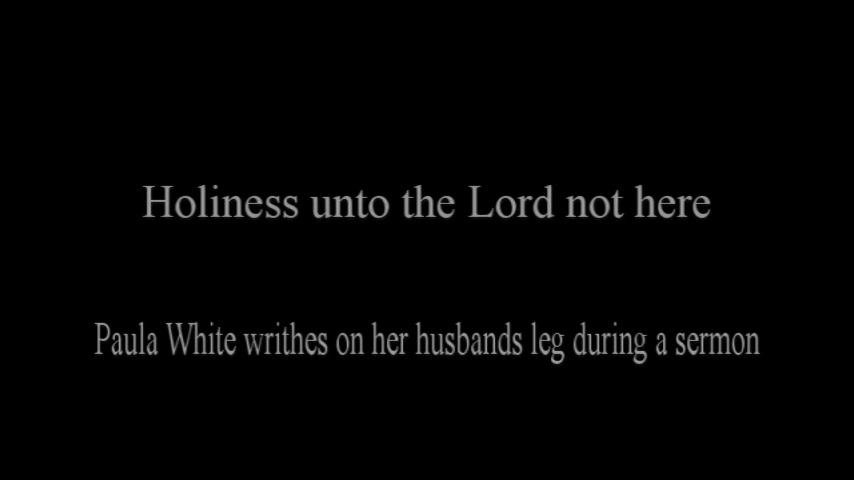 Holiness unto the Lord not here
Paula White writhes on her husbands leg during a sermon